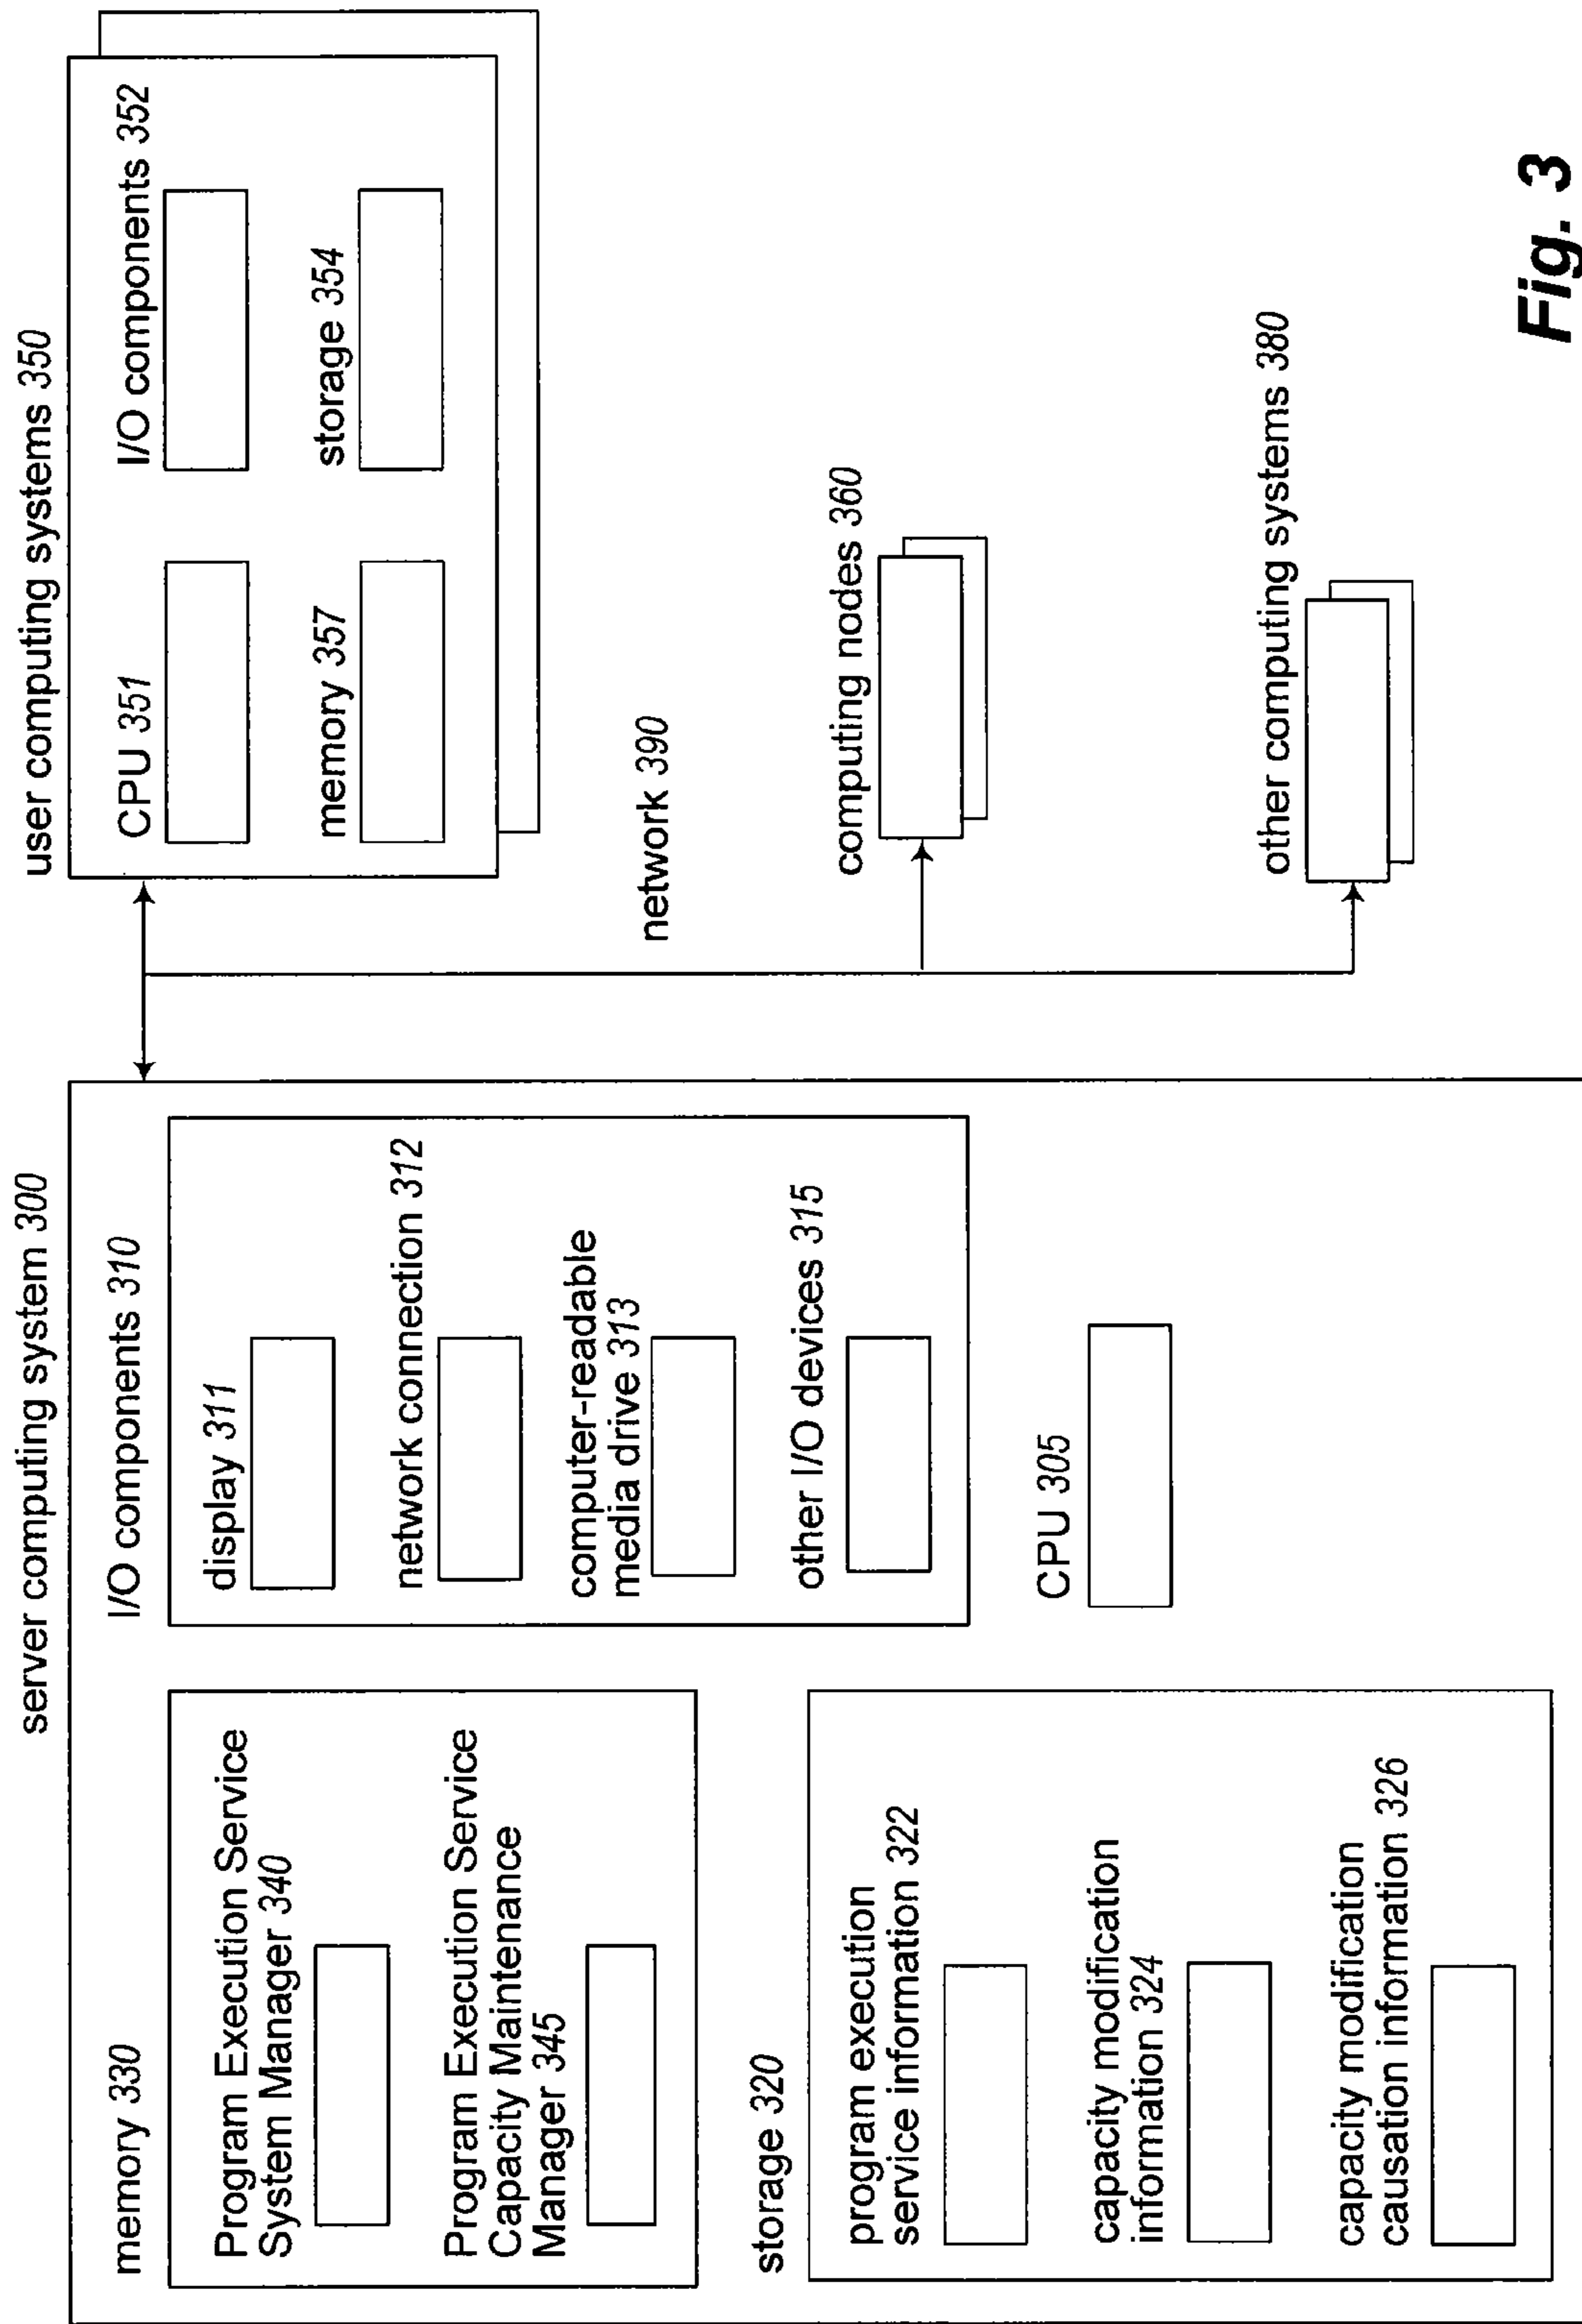 server computing system 300
memory 330
Program Execution Service
System Manager 340
Program Execution Service
Capacity Maintenance
Manager 345
storage 320
program execution
service information 322
capacity modification
information 324
capacity modification
causation information 326
I/O components 310
display 311
network connection 312
computer-readable
media drive 313
other I/O devices 315
CPU 305
user computing systems 350
CPU 351
I/O components 352
memory 357
storage 354
network 390
computing nodes 360
other computing systems 380
Fig. 3